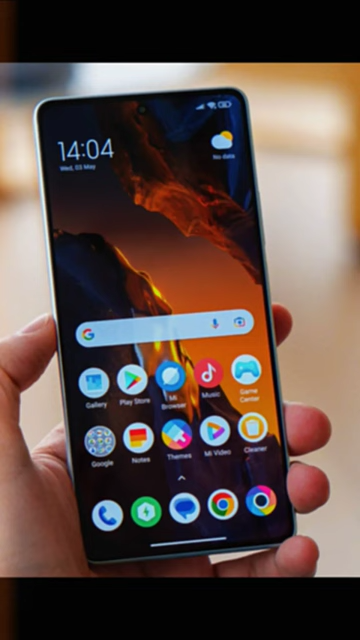 14:04
Wed, 03 May
No data
G
Gallery
Play Store
Mi
Browser
Music
Game
Center
Google
Notes
Themes
Mi Video
Cleaner